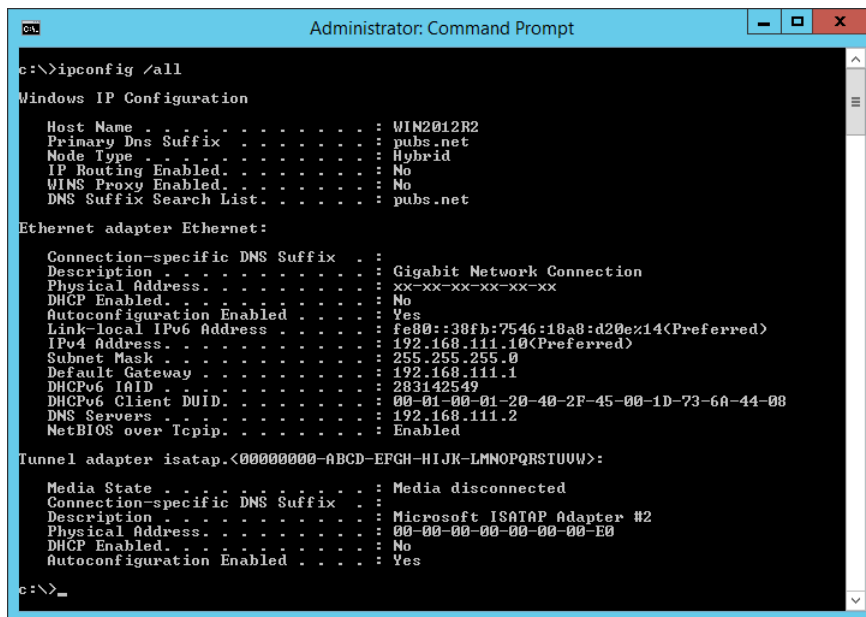 Administrator: Command Prompt
c:\>ipconfig /all
Windows IP Configuration
Host Name . . . . . . . . . . . . : WIN2012R2
Primary Dns Suffix . . . . . . . : pubs.net
Node Type . . . . . . . . . . . . : Hybrid
IP Routing Enabled. . . . . . . . : No
WINS Proxy Enabled. . . . . . . . : No
DNS Suffix Search List. . . . . . : pubs.net
Ethernet adapter Ethernet:
Connection-specific DNS Suffix . :
Description . . . . . . . . . . . : Gigabit Network Connection
Physical Address. . . . . . . . . : xx-xx-xx-xx-xx-xx
DHCP Enabled. . . . . . . . . . . : No
Autoconfiguration Enabled . . . . : Yes
Link-local IPv6 Address . . . . . : fe80::38fb:7546:18a8:d20e%14(Preferred)
IPv4 Address. . . . . . . . . . . : 192.168.111.10(Preferred)
Subnet Mask . . . . . . . . . . . : 255.255.255.0
Default Gateway . . . . . . . . . : 192.168.111.1
DHCPv6 IAID . . . . . . . . . . . : 283142549
DHCPv6 Client DUID. . . . . . . . : 00-01-00-01-20-40-2F-45-00-1D-73-6A-44-08
DNS Servers . . . . . . . . . . . : 192.168.111.2
NetBIOS over Tcpip. . . . . . . . : Enabled
Tunnel adapter isatap.<00000000-ABCD-EFGH-HIJK-LMNOPQRSTUVW>:
Media State . . . . . . . . . . . : Media disconnected
Connection-specific DNS Suffix . :
Description . . . . . . . . . . . : Microsoft ISATAP Adapter #2
Physical Address. . . . . . . . . : 00-00-00-00-00-00-00-E0
DHCP Enabled. . . . . . . . . . . : No
Autoconfiguration Enabled . . . . : Yes
c:\>_